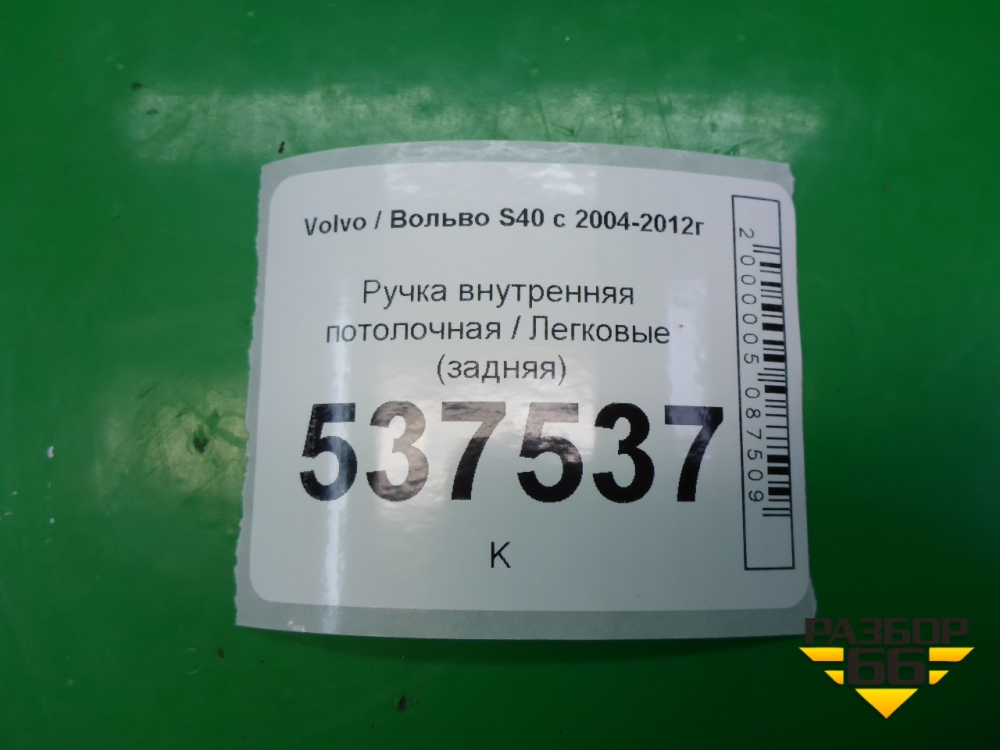 Volvo / Вольво S40 с 2004-2012г
Ручка внутренняя
потолочная / Легковые
(задняя)
537537
К
2000005087509
РАЗБОР
66